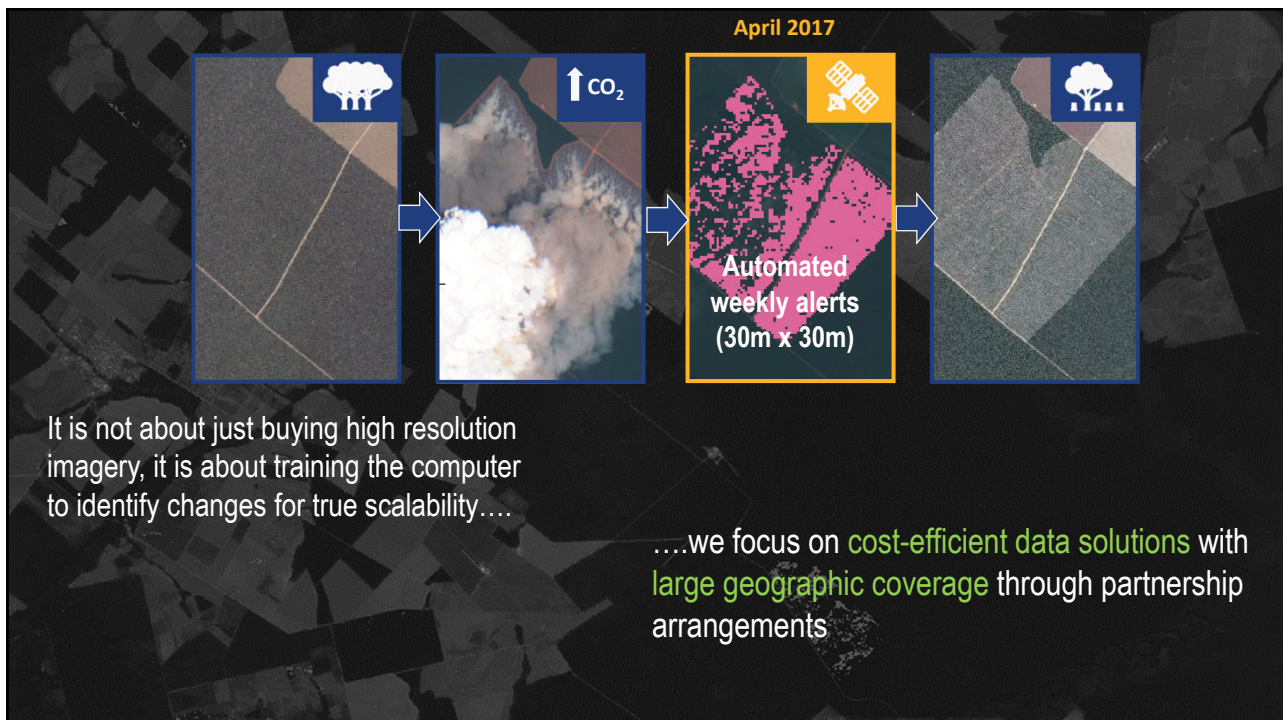 April 2017
CO₂
Automated
weekly alerts
(30m x 30m)
It is not about just buying high resolution
imagery, it is about training the computer
to identify changes for true scalability….
….we focus on cost-efficient data solutions with
large geographic coverage through partnership
arrangements